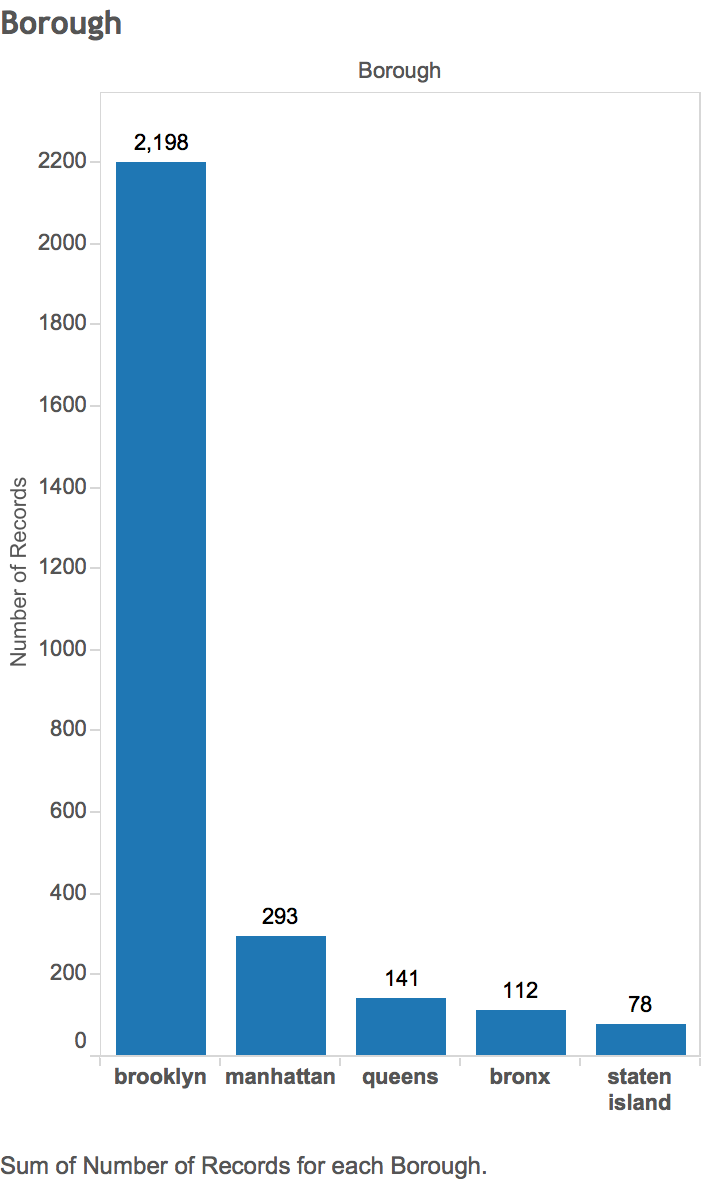 Borough
Borough
2,198
2200
2000
1800
1600
1400
1200
1000
800
600
400
200
0
Number of Records
293
141
112
78
brooklyn manhattan queens bronx staten
island
Sum of Number of Records for each Borough.